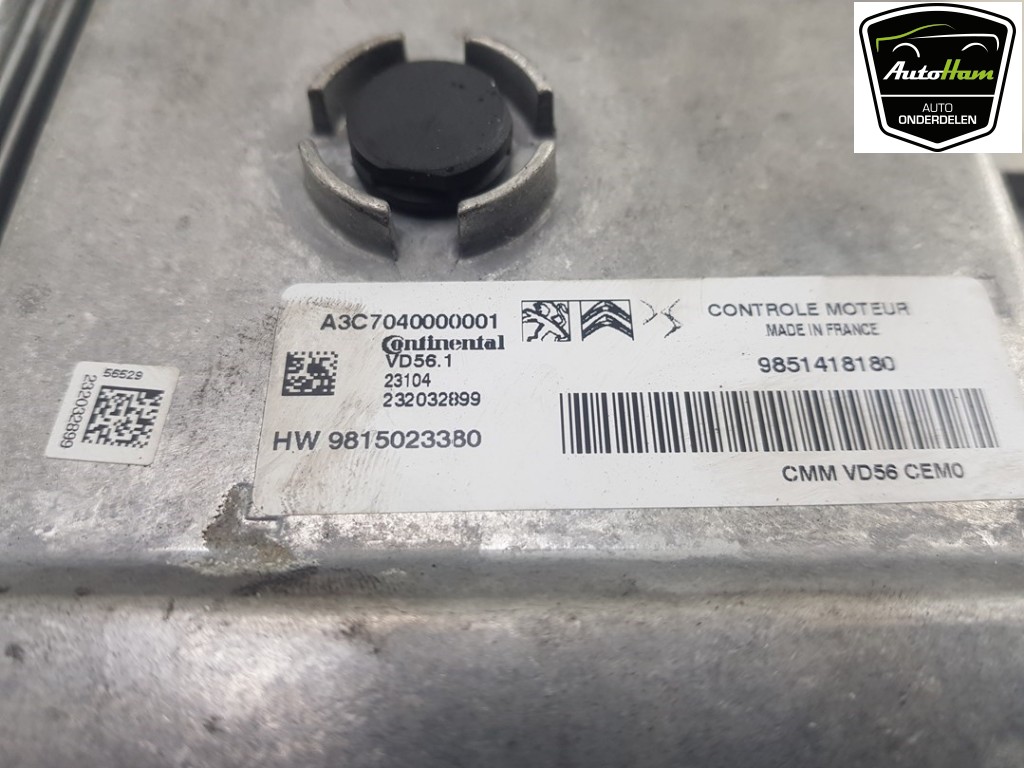 AutoHam
AUTO
ONDERDELEN
A3C7040000001
Continental
VD56.1
23104
232032899
HW 9815023380
CONTROLE MOTEUR
MADE IN FRANCE
9851418180
CMM VD56 CEM0
56529
232032899